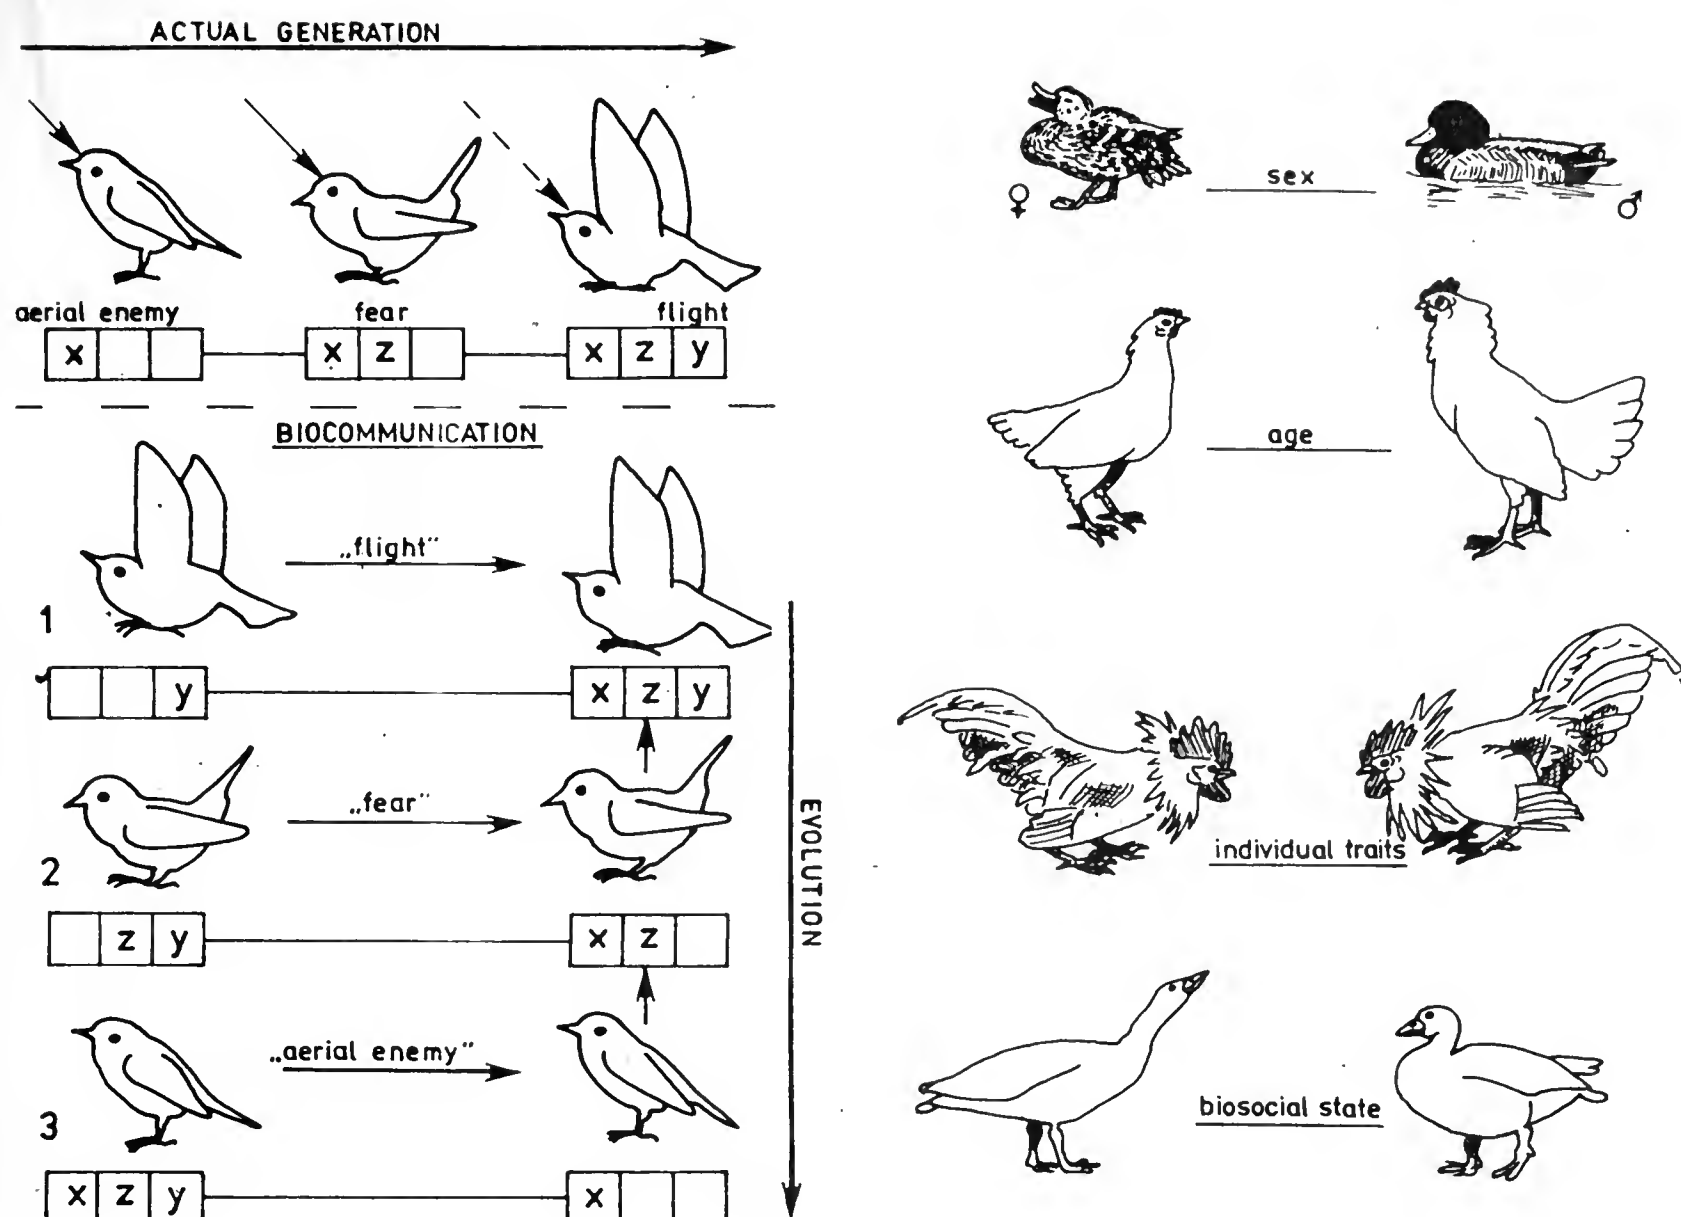 ACTUAL GENERATION
aerial enemy fear flight
x x z x z y
BIOCOMMUNICATION
„flight"
1
y x z y
„fear"
2
z y x z
„aerial enemy"
3
x z y x
EVOLUTION
♀ sex ♂
age
individual traits
biosocial state